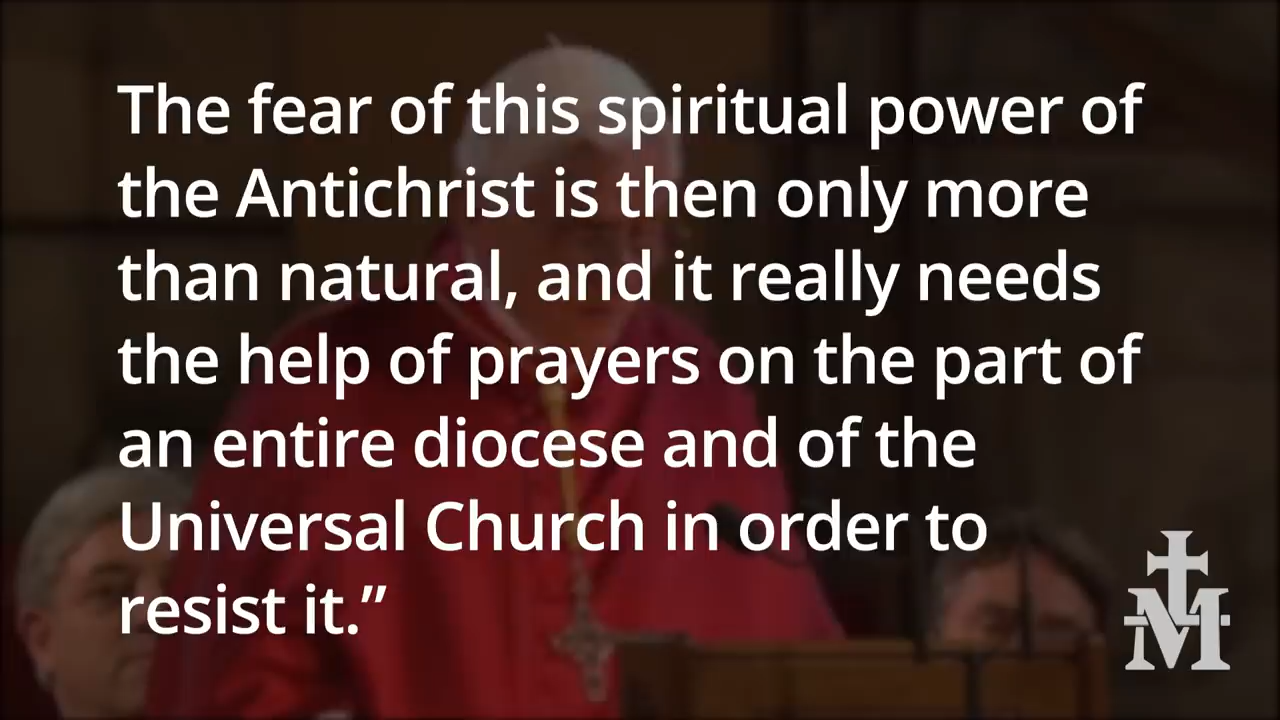 The fear of this spiritual power of
the Antichrist is then only more
than natural, and it really needs
the help of prayers on the part of
an entire diocese and of the
Universal Church in order to
resist it.”